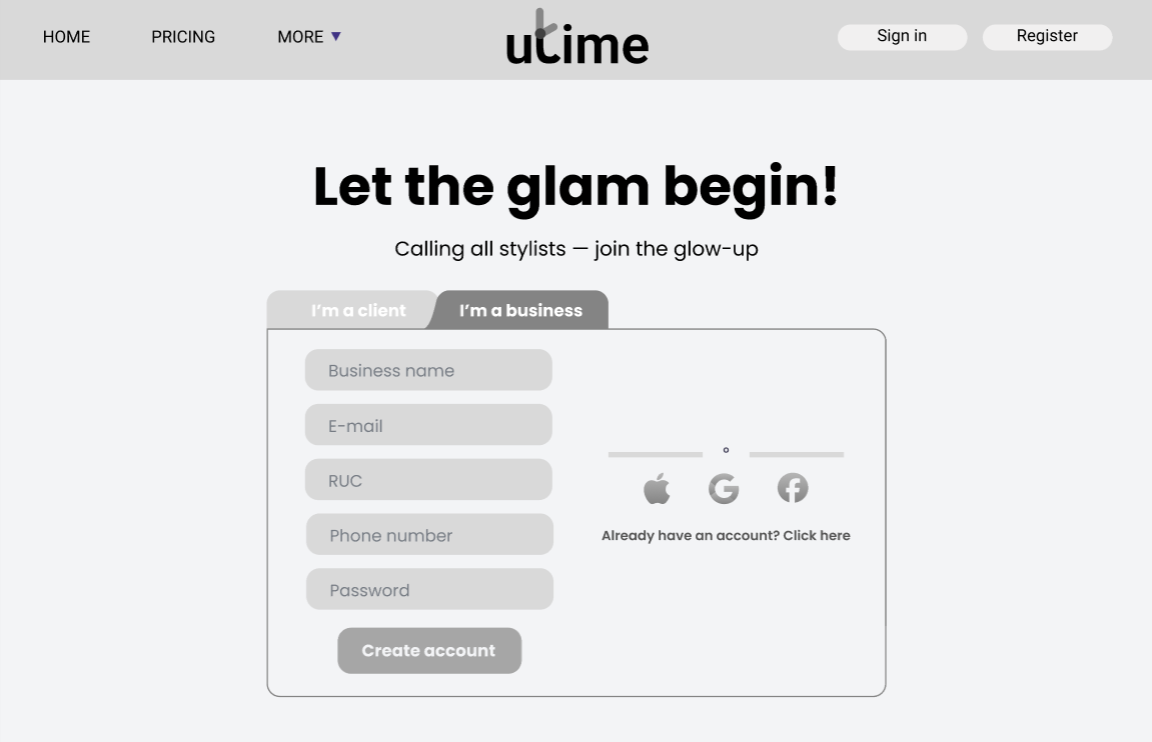 HOME PRICING MORE ▼ utime Sign in Register
Let the glam begin!
Calling all stylists — join the glow-up
I'm a client I'm a business
Business name
E-mail
RUC
Phone number
Password
Create account
Already have an account? Click here